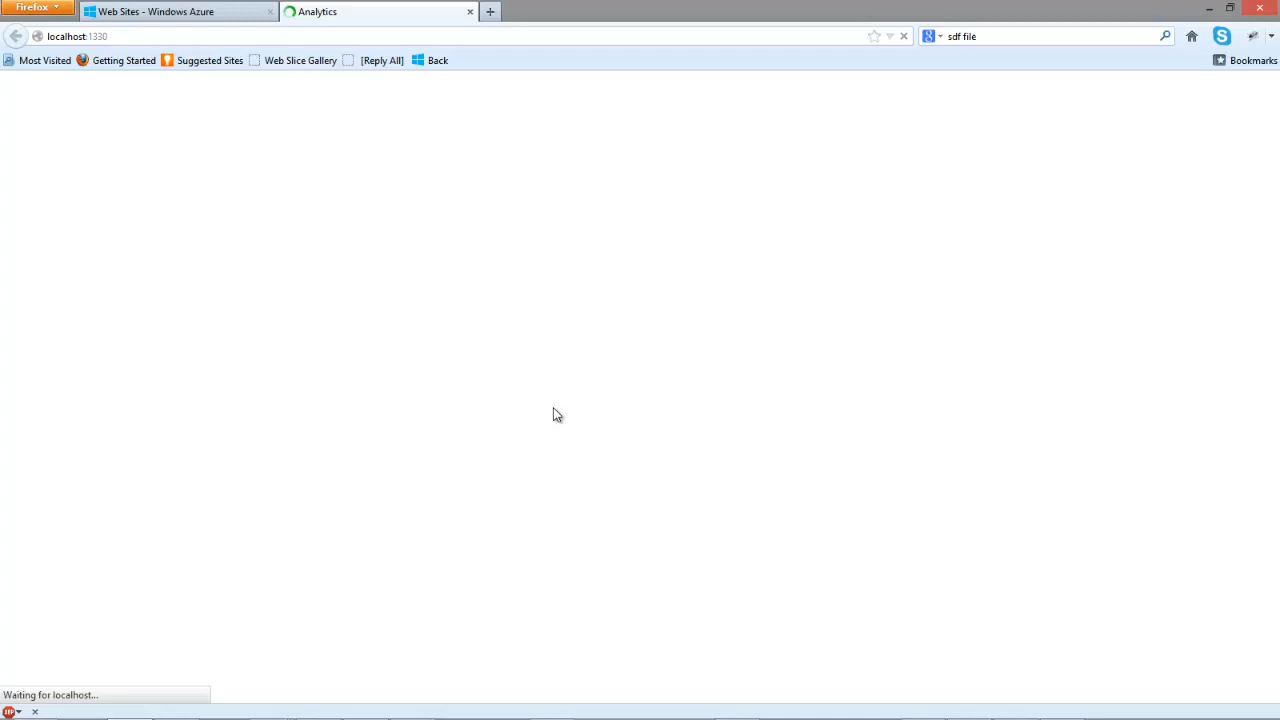 Firefox
Web Sites - Windows Azure
Analytics
localhost:1330
sdf file
Most Visited
Getting Started
Suggested Sites
Web Slice Gallery
[Reply All]
Back
Bookmarks
Waiting for localhost...